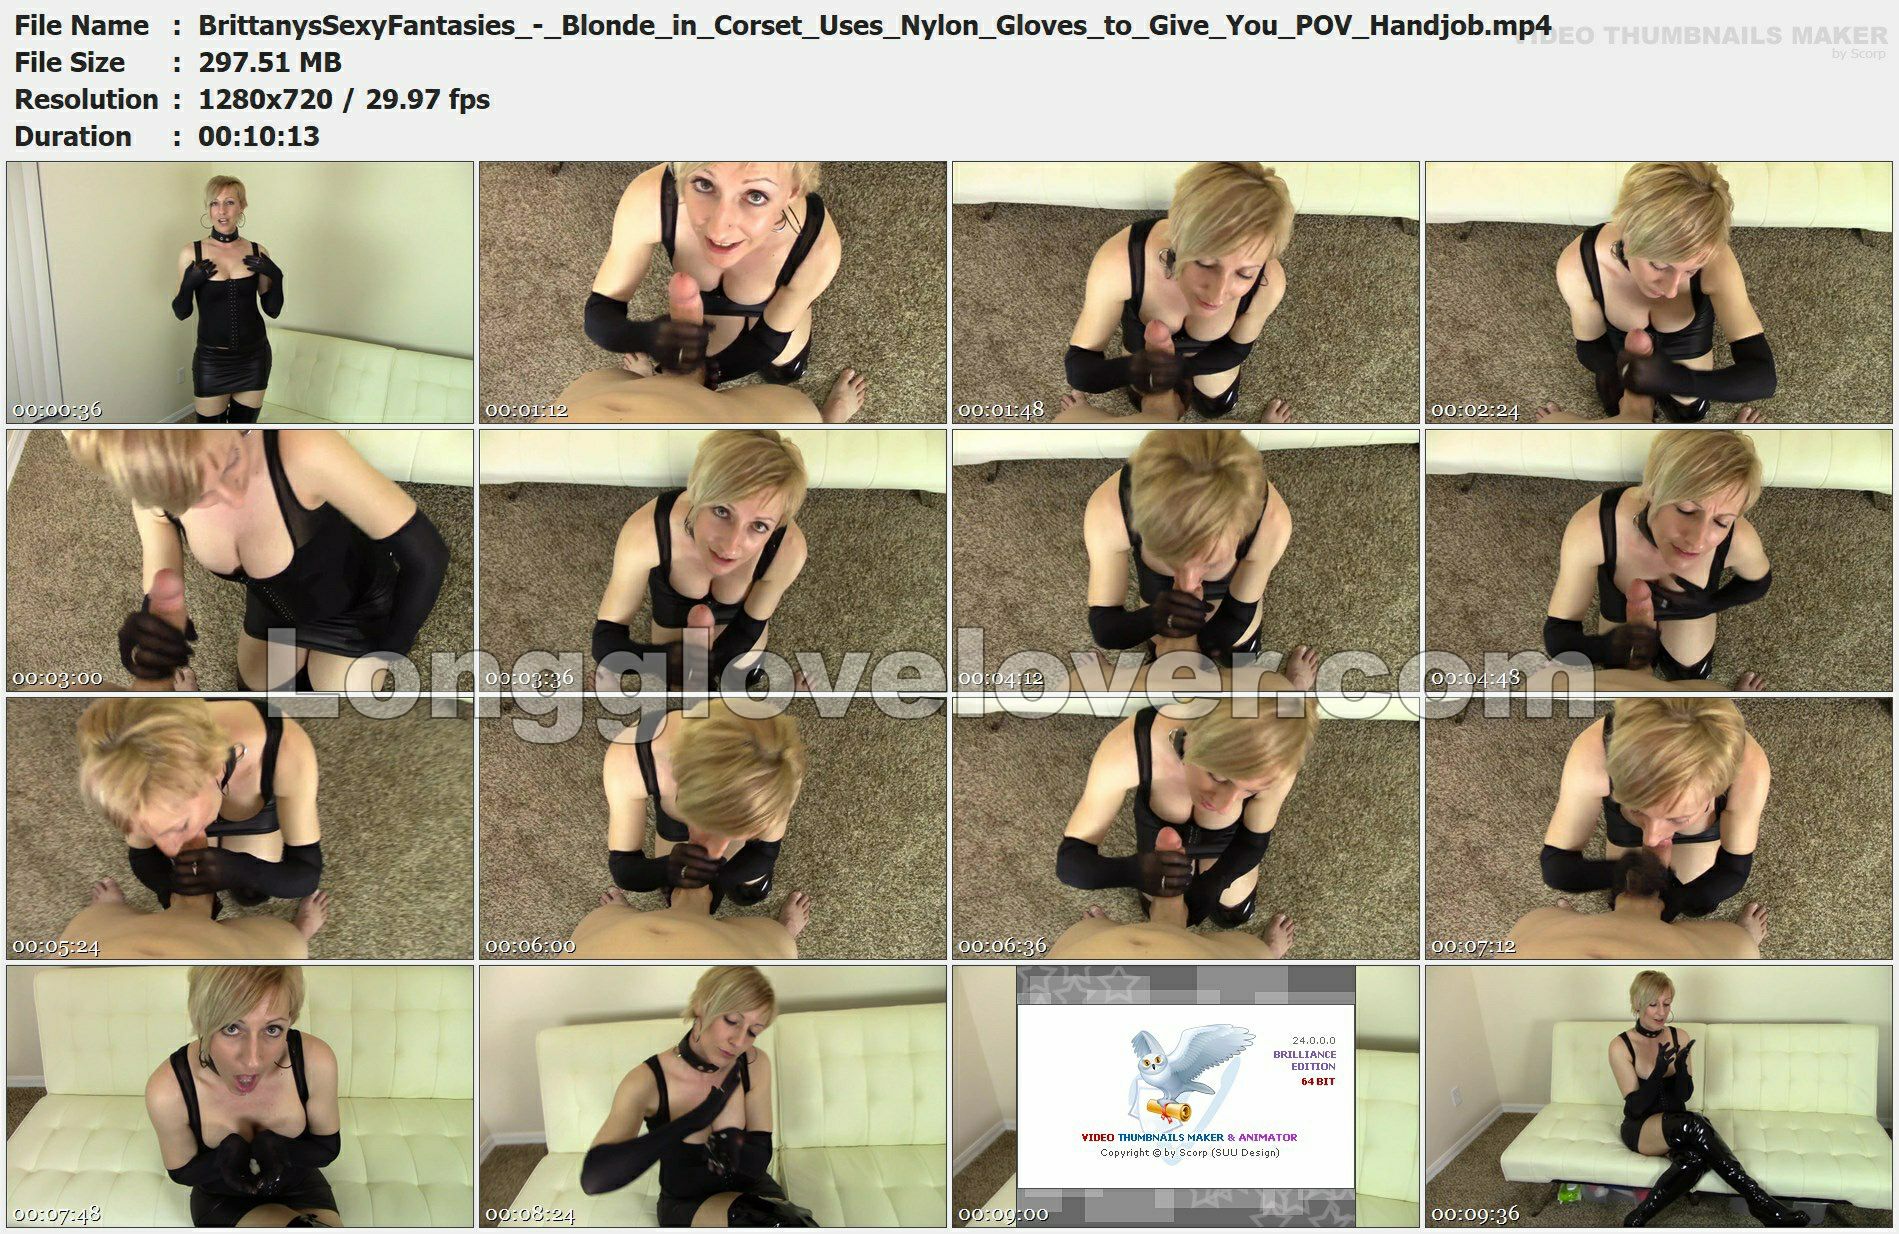 File Name : BrittanysSexyFantasies_-_Blonde_in_Corset_Uses_Nylon_Gloves_to_Give_You_POV_Handjob.mp4
VIDEO THUMBNAILS MAKER
by Scorp
File Size : 297.51 MB
Resolution : 1280x720 / 29.97 fps
Duration : 00:10:13
00:00:36
00:01:12
00:01:48
00:02:24
00:03:00
00:03:36
00:04:12
00:04:48
Longglovelover.com
00:05:24
00:06:00
00:06:36
00:07:12
00:07:48
00:08:24
24.0.0.0
BRILLIANCE
EDITION
64 BIT
VIDEO THUMBNAILS MAKER & ANIMATOR
Copyright © by Scorp (SUU Design)
00:09:00
00:09:36